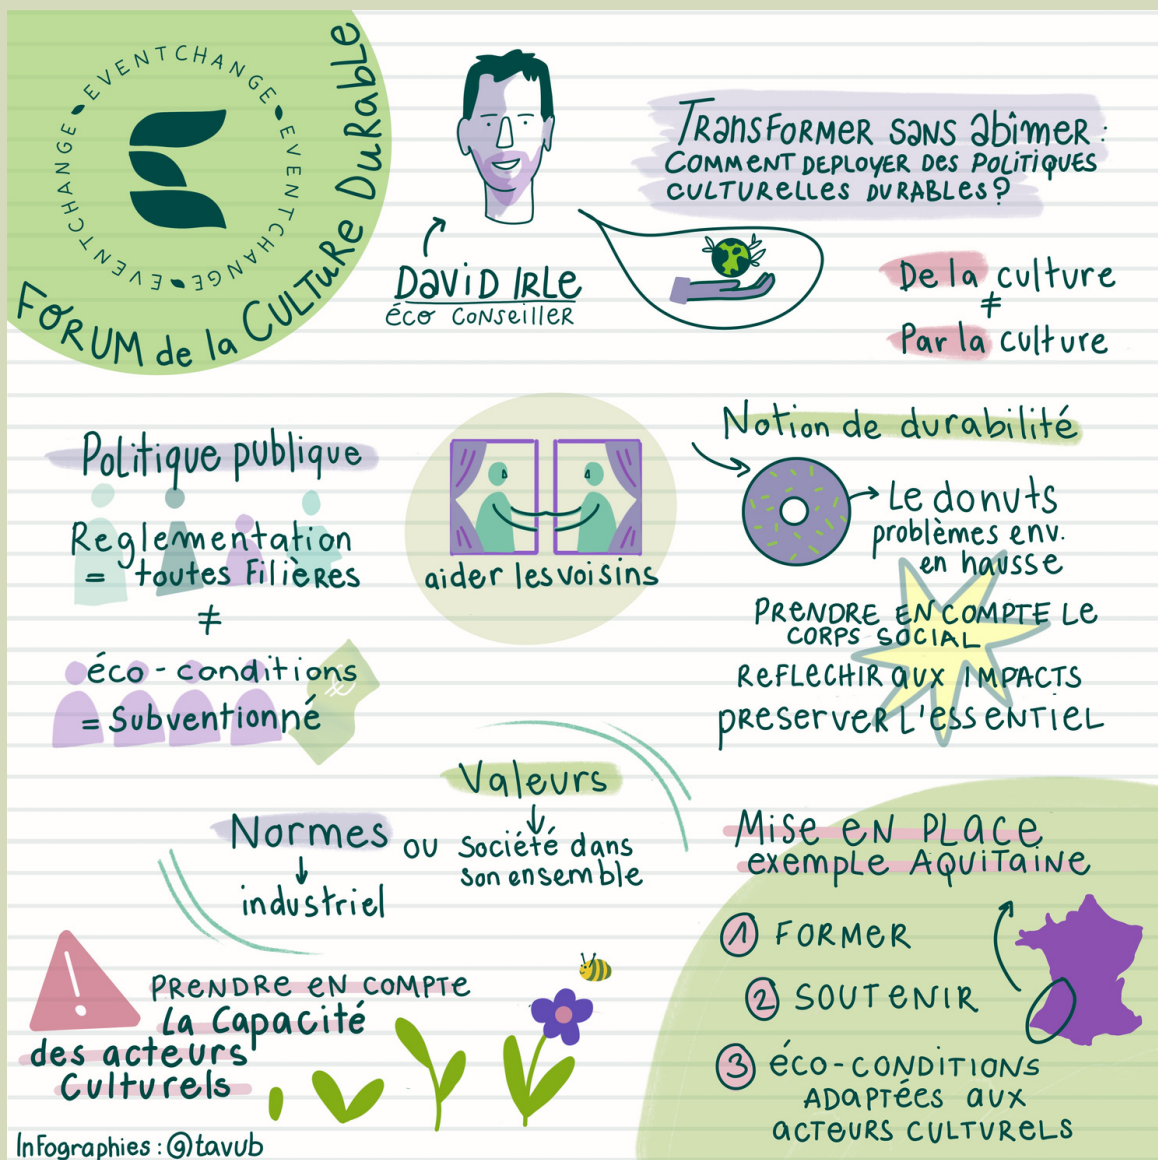 EVENTCHANGE EVENTCHANGE EVENTCHANGE EVENTCHANGE
FORUM de la CULTURE DURABLE
DAVID IRLE
éco CONSEILLER
TRANSFORMER SANS ABÎMER :
COMMENT DEPLOYER DES POLITIQUES
CULTURELLES DURABLES?
De la culture
≠
Par la culture
Politique publique
Reglementation
= toutes FILIÈRES
≠
éco-conditions
= Subventionné
€
aider les voisins
Notion de durabilité
Le donuts
problèmes env.
en hausse
PRENDRE EN COMPTE LE
CORPS SOCIAL
REFLECHIR AUX IMPACTS
PRESERVER L'ESSENTIEL
Valeurs
Normes ou Société dans
son ensemble
industriel
!
PRENDRE EN COMPTE
La Capacité
des acteurs
Culturels
MISE EN PLACE
exemple AQUITAINE
1 FORMER
2 SOUTENIR
3 éco-CONDITIONS
ADAPTÉES AUX
ACTEURS CULTURELS
Infographies : @tavub